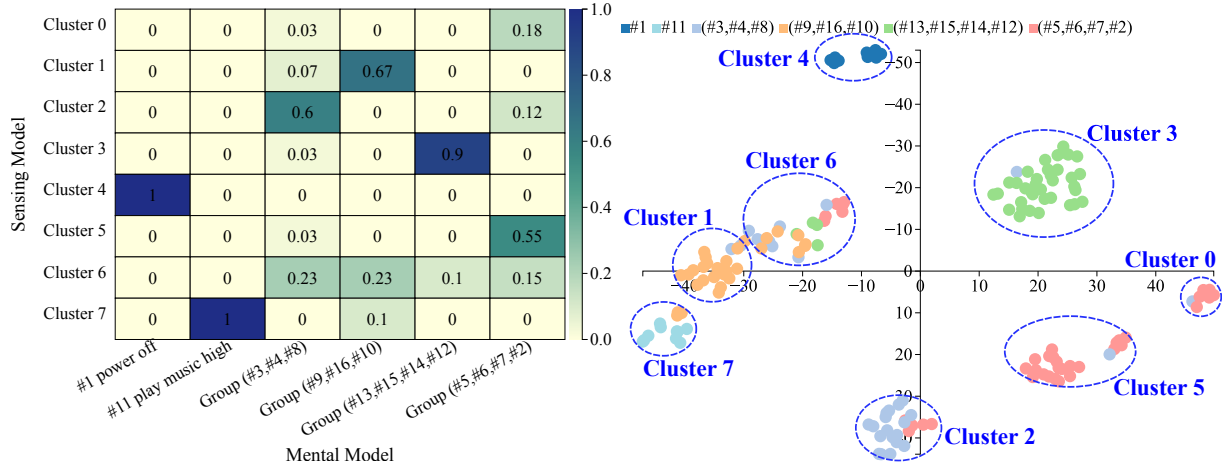 Sensing Model
Cluster 0 0 0 0.03 0 0 0.18
Cluster 1 0 0 0.07 0.67 0 0
Cluster 2 0 0 0.6 0 0 0.12
Cluster 3 0 0 0.03 0 0.9 0
Cluster 4 1 0 0 0 0 0
Cluster 5 0 0 0.03 0 0 0.55
Cluster 6 0 0 0.23 0.23 0.1 0.15
Cluster 7 0 1 0 0.1 0 0
#1 power off
#11 play music high
Group (#3,#4,#8)
Group (#9,#16,#10)
Group (#13,#15,#14,#12)
Group (#5,#6,#7,#2)
Mental Model
1.0
0.8
0.6
0.4
0.2
0.0
#1 #11 (#3,#4,#8) (#9,#16,#10) (#13,#15,#14,#12) (#5,#6,#7,#2)
Cluster 4
Cluster 3
Cluster 6
Cluster 1
Cluster 0
Cluster 7
Cluster 5
Cluster 2
−50
−40
−30
−20
−10
0
10
20
−40 −30 −20 −10 0 10 20 30 40 50